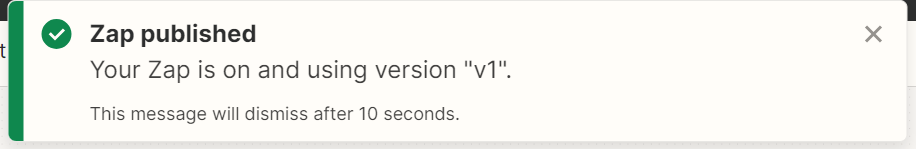 Zap published
Your Zap is on and using version "v1".
This message will dismiss after 10 seconds.